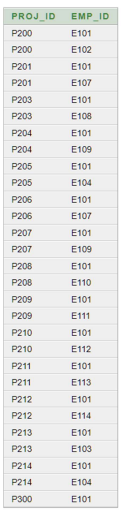 PROJ_ID EMP_ID
P200 E101
P200 E102
P201 E101
P201 E107
P203 E101
P203 E108
P204 E101
P204 E109
P205 E101
P205 E104
P206 E101
P206 E107
P207 E101
P207 E109
P208 E101
P208 E110
P209 E101
P209 E111
P210 E101
P210 E112
P211 E101
P211 E113
P212 E101
P212 E114
P213 E101
P213 E103
P214 E101
P214 E104
P300 E101